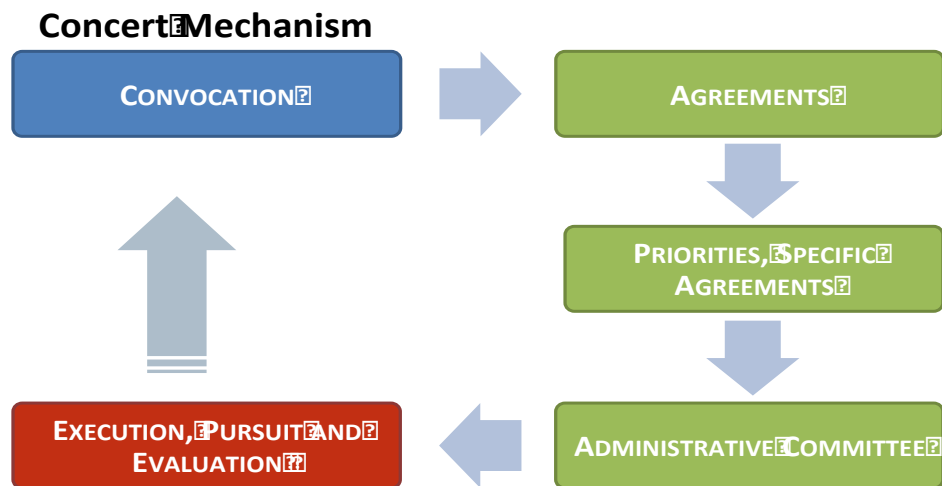 Concert⍰Mechanism
CONVOCATION⍰
AGREEMENTS⍰
PRIORITIES,⍰SPECIFIC⍰
AGREEMENTS⍰
ADMINISTRATIVE⍰COMMITTEE⍰
EXECUTION,⍰PURSUIT⍰AND⍰
EVALUATION⍰⍰